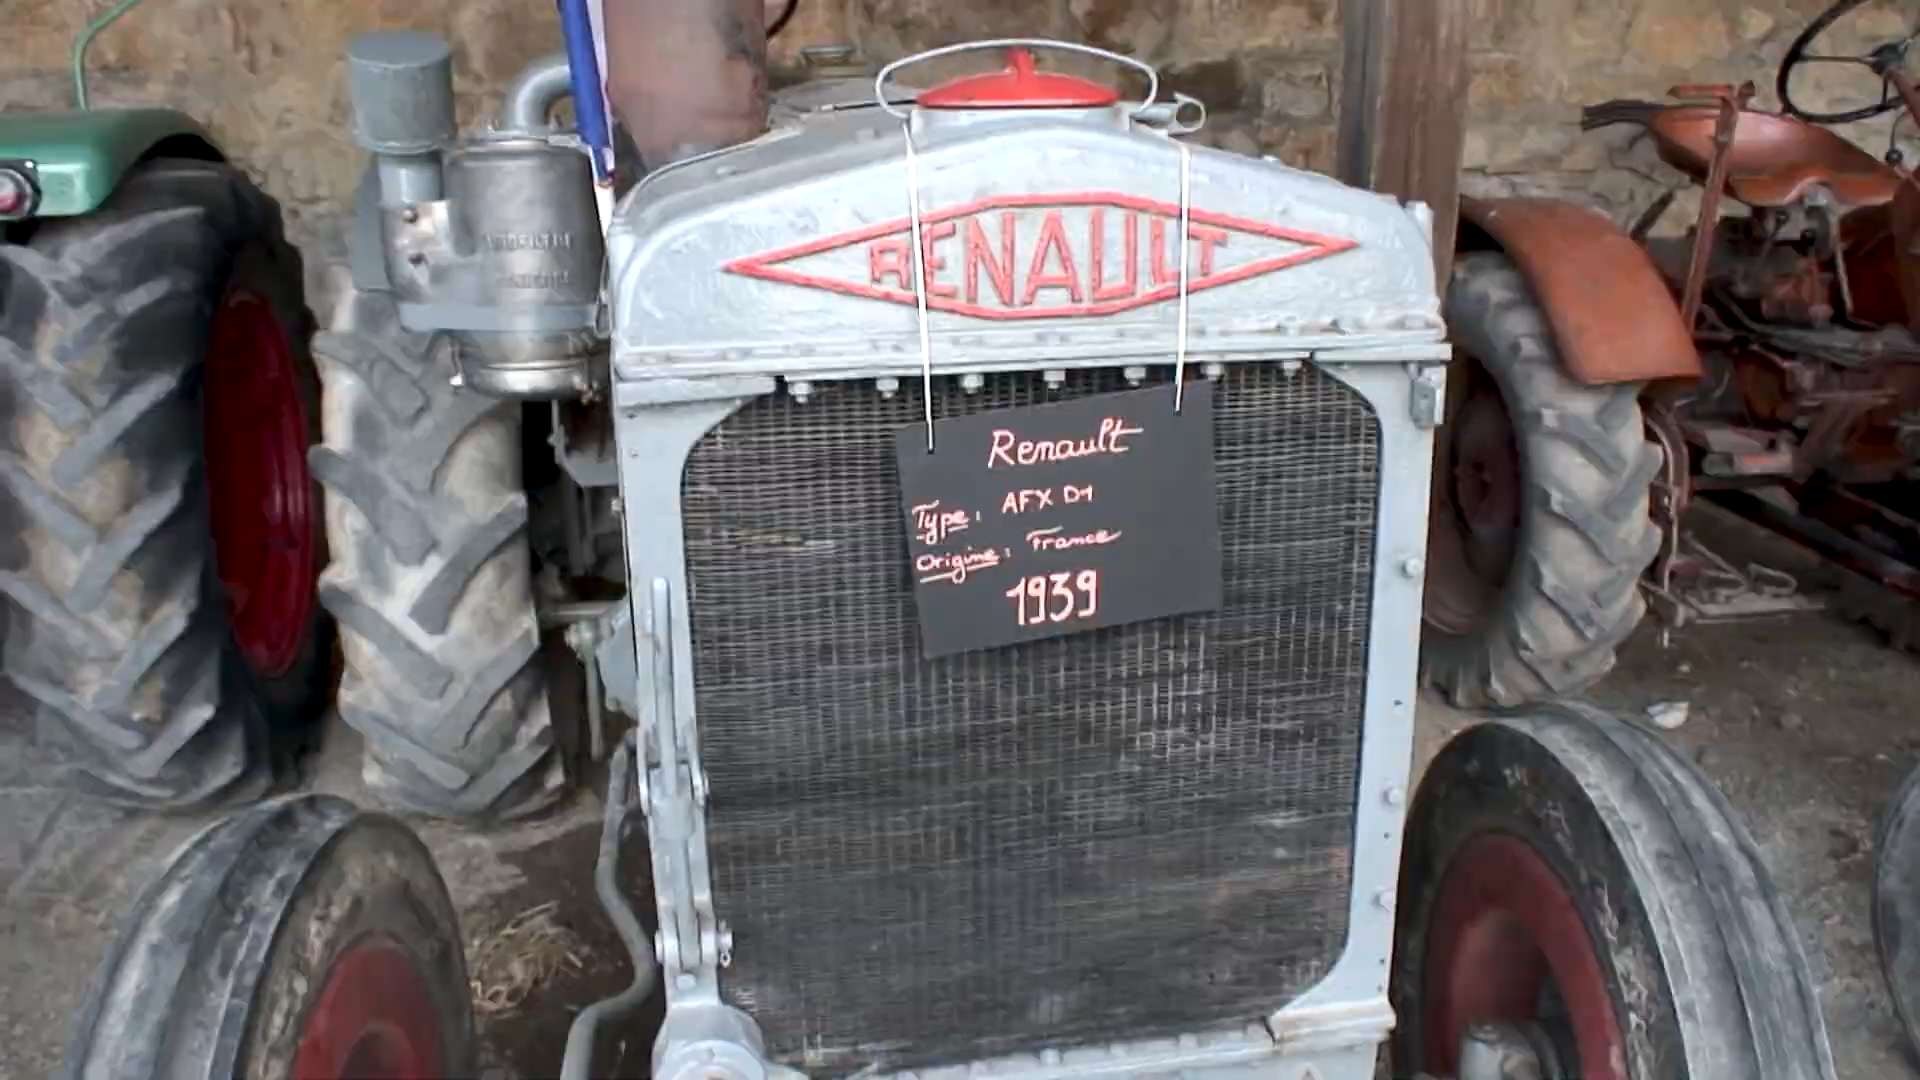 RENAULT
Renault
Type: AFX D1
Origine: France
1939